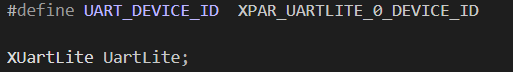 #define UART_DEVICE_ID  XPAR_UARTLITE_0_DEVICE_ID
XUartLite UartLite;